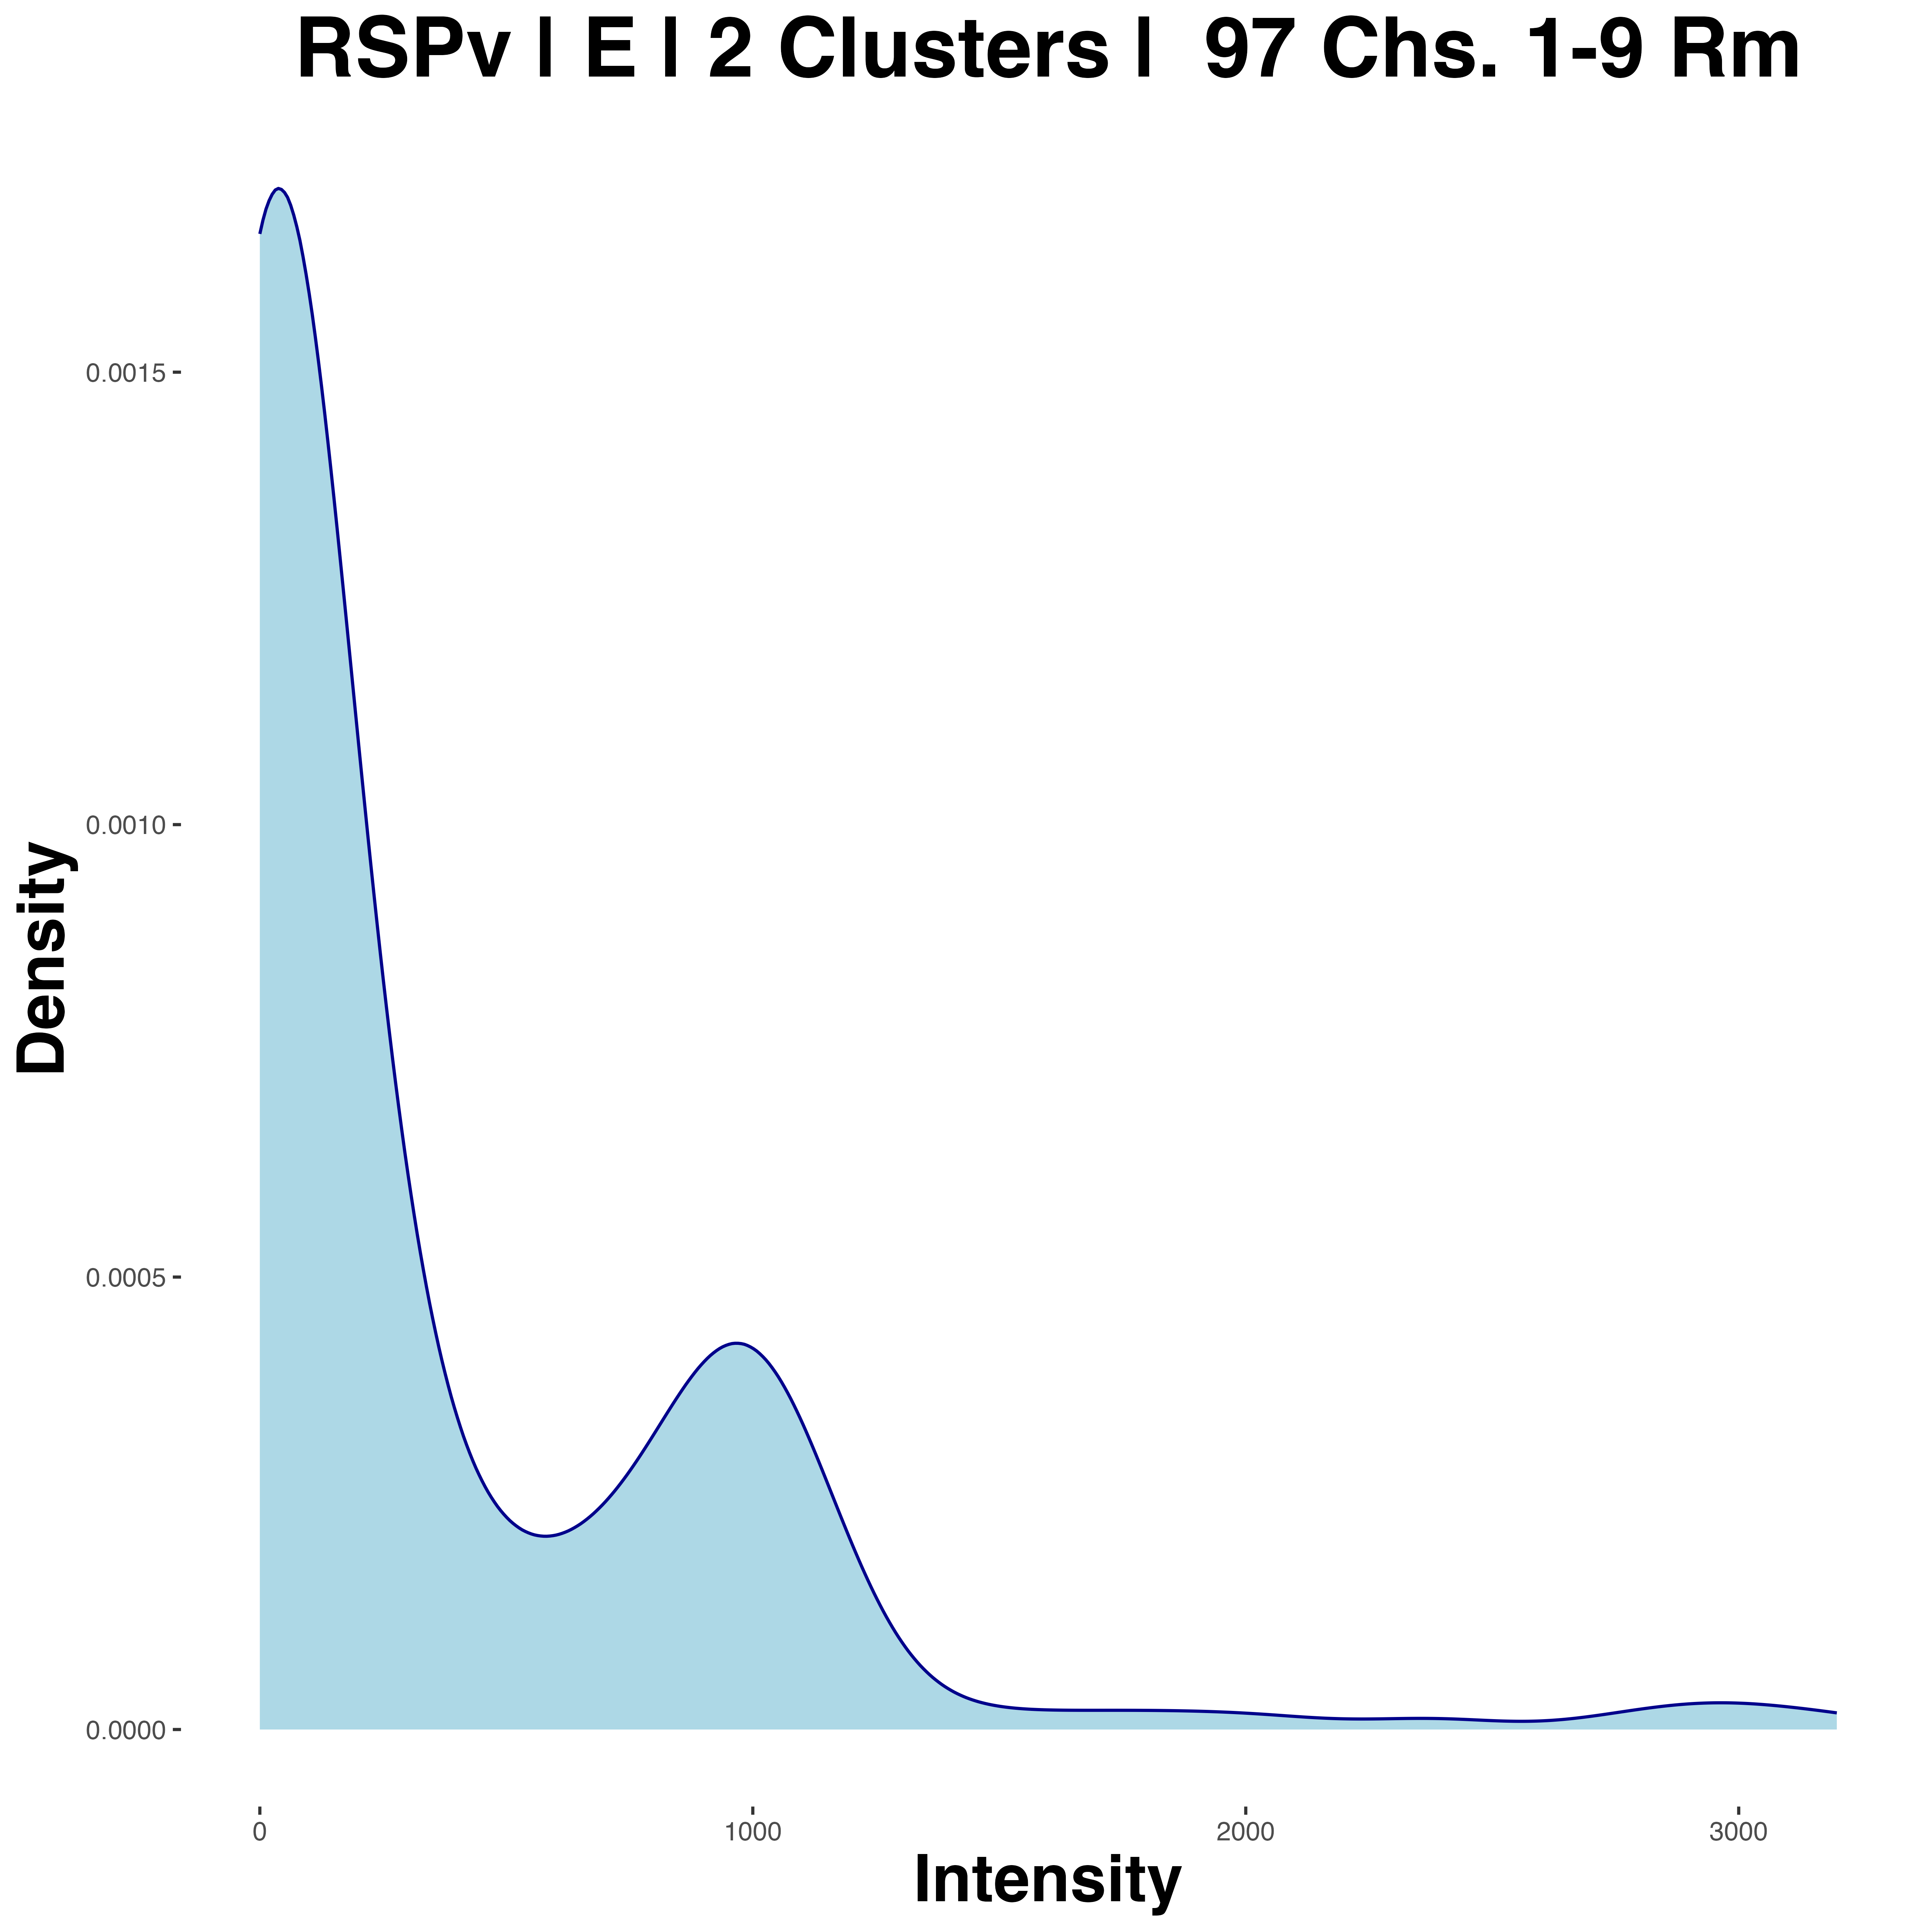 RSPv | E | 2 Clusters |  97 Chs. 1-9 Rm
Density
0.0015
0.0010
0.0005
0.0000
0 1000 2000 3000
Intensity